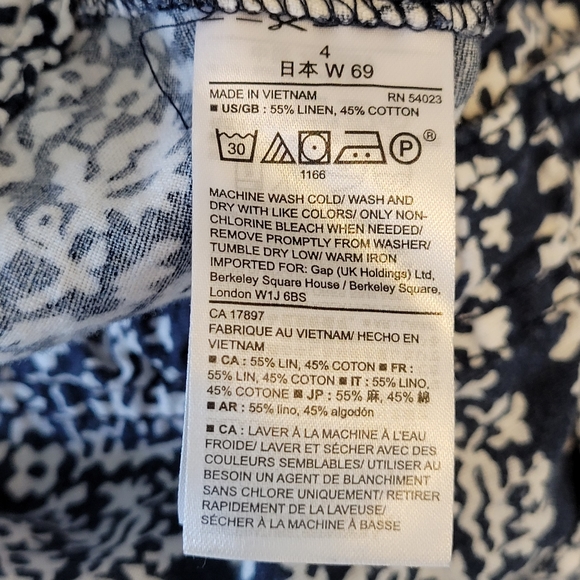 4
日本 W 69
MADE IN VIETNAM RN 54023
■ US/GB : 55% LINEN, 45% COTTON
30 P ®
1166
MACHINE WASH COLD/ WASH AND
DRY WITH LIKE COLORS/ ONLY NON-
CHLORINE BLEACH WHEN NEEDED/
REMOVE PROMPTLY FROM WASHER/
TUMBLE DRY LOW/ WARM IRON
IMPORTED FOR: Gap (UK Holdings) Ltd,
Berkeley Square House / Berkeley Square,
London W1J 6BS
CA 17897
FABRIQUE AU VIETNAM/ HECHO EN
VIETNAM
■ CA : 55% LIN, 45% COTON ■ FR :
55% LIN, 45% COTON ■ IT : 55% LINO,
45% COTONE ■ JP : 55% 麻, 45% 綿
■ AR : 55% lino, 45% algodón
■ CA : LAVER À LA MACHINE À L'EAU
FROIDE/ LAVER ET SÉCHER AVEC DES
COULEURS SEMBLABLES/ UTILISER AU
BESOIN UN AGENT DE BLANCHIMENT
SANS CHLORE UNIQUEMENT/ RETIRER
RAPIDEMENT DE LA LAVEUSE/
SÉCHER À LA MACHINE À BASSE